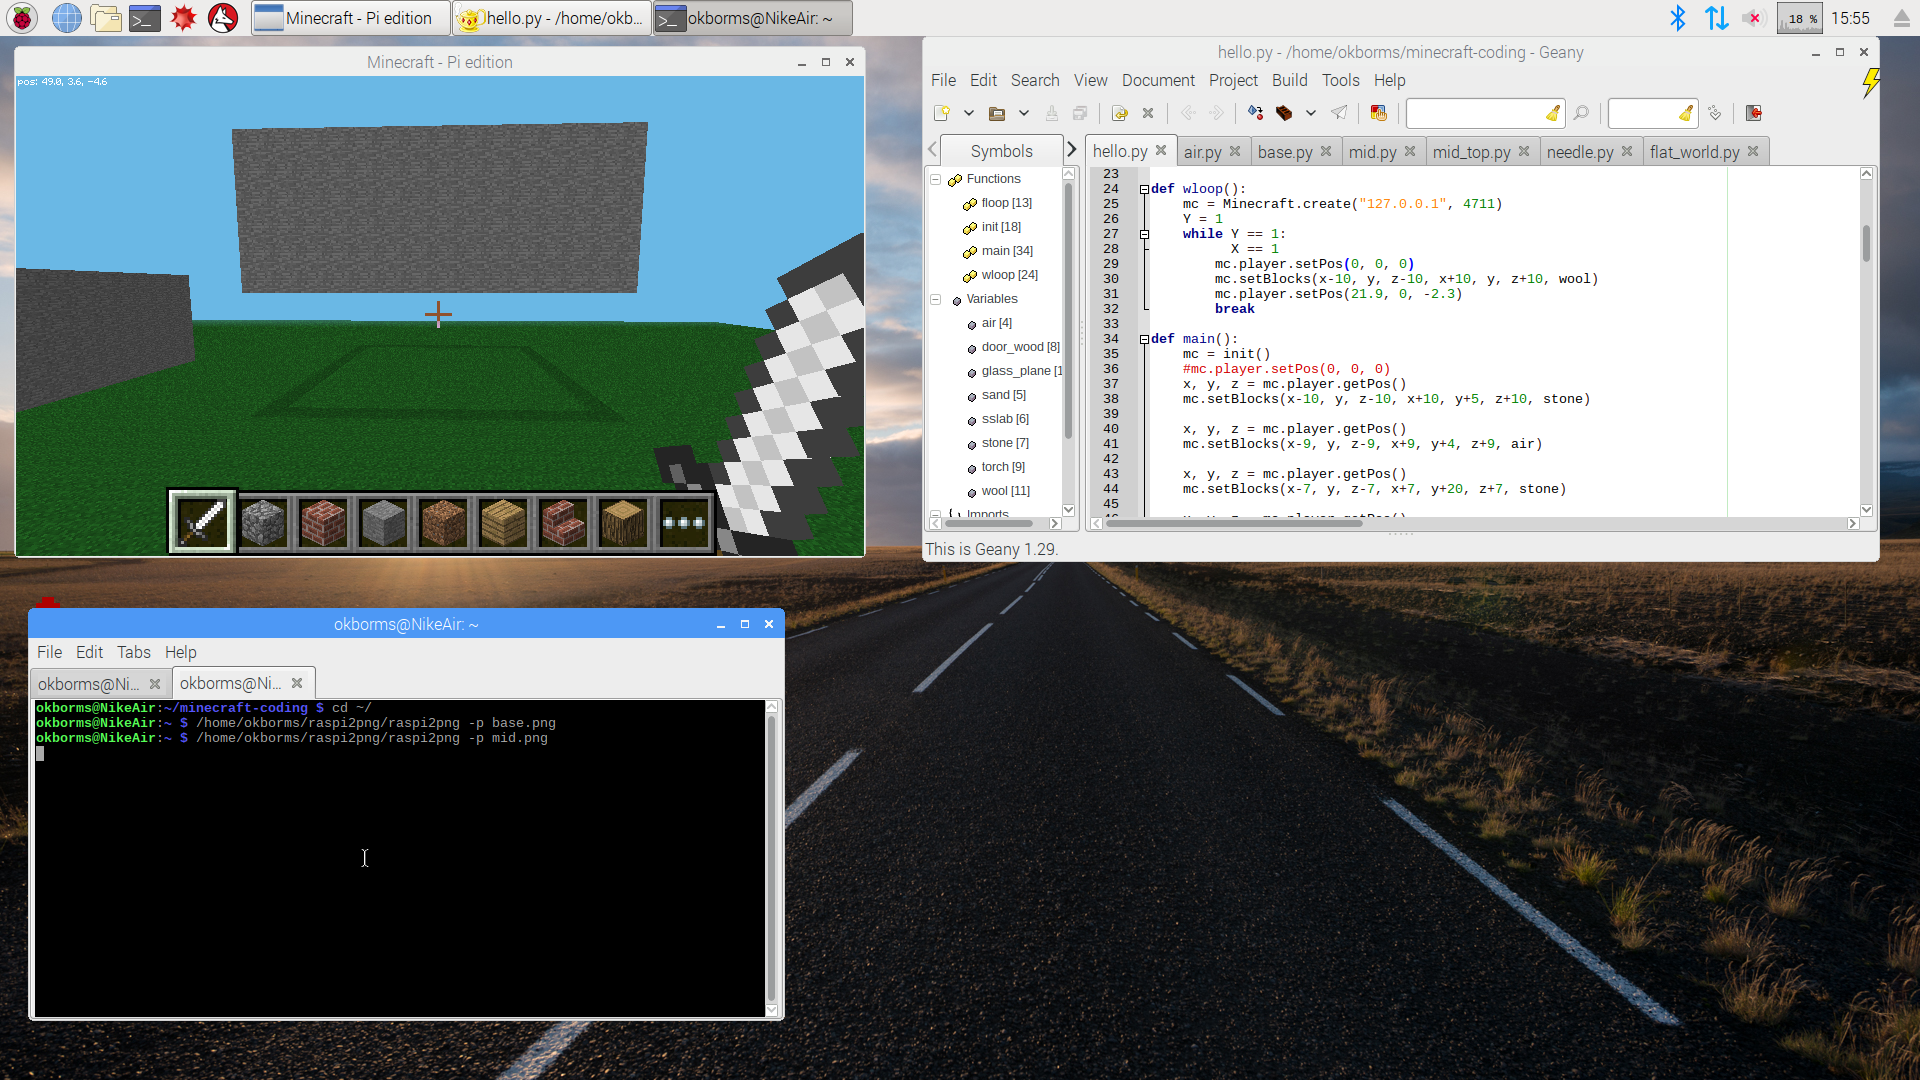 Minecraft - Pi edition
hello.py - /home/okb...
okborms@NikeAir: ~
18 %
15:55
Minecraft - Pi edition
pos: 49.0, 3.6, -4.6
hello.py - /home/okborms/minecraft-coding - Geany
File Edit Search View Document Project Build Tools Help
Symbols
hello.py air.py base.py mid.py mid_top.py needle.py flat_world.py
Functions
floop [13]
init [18]
main [34]
wloop [24]
Variables
air [4]
door_wood [8]
glass_plane [1
sand [5]
sslab [6]
stone [7]
torch [9]
wool [11]
Imports
23
24 def wloop():
25 mc = Minecraft.create("127.0.0.1", 4711)
26 Y = 1
27 while Y == 1:
28 X == 1
29 mc.player.setPos(0, 0, 0)
30 mc.setBlocks(x-10, y, z-10, x+10, y, z+10, wool)
31 mc.player.setPos(21.9, 0, -2.3)
32 break
33
34 def main():
35 mc = init()
36 #mc.player.setPos(0, 0, 0)
37 x, y, z = mc.player.getPos()
38 mc.setBlocks(x-10, y, z-10, x+10, y+5, z+10, stone)
39
40 x, y, z = mc.player.getPos()
41 mc.setBlocks(x-9, y, z-9, x+9, y+4, z+9, air)
42
43 x, y, z = mc.player.getPos()
44 mc.setBlocks(x-7, y, z-7, x+7, y+20, z+7, stone)
45
This is Geany 1.29.
okborms@NikeAir: ~
File Edit Tabs Help
okborms@Ni... okborms@Ni...
okborms@NikeAir:~/minecraft-coding $ cd ~/
okborms@NikeAir:~ $ /home/okborms/raspi2png/raspi2png -p base.png
okborms@NikeAir:~ $ /home/okborms/raspi2png/raspi2png -p mid.png